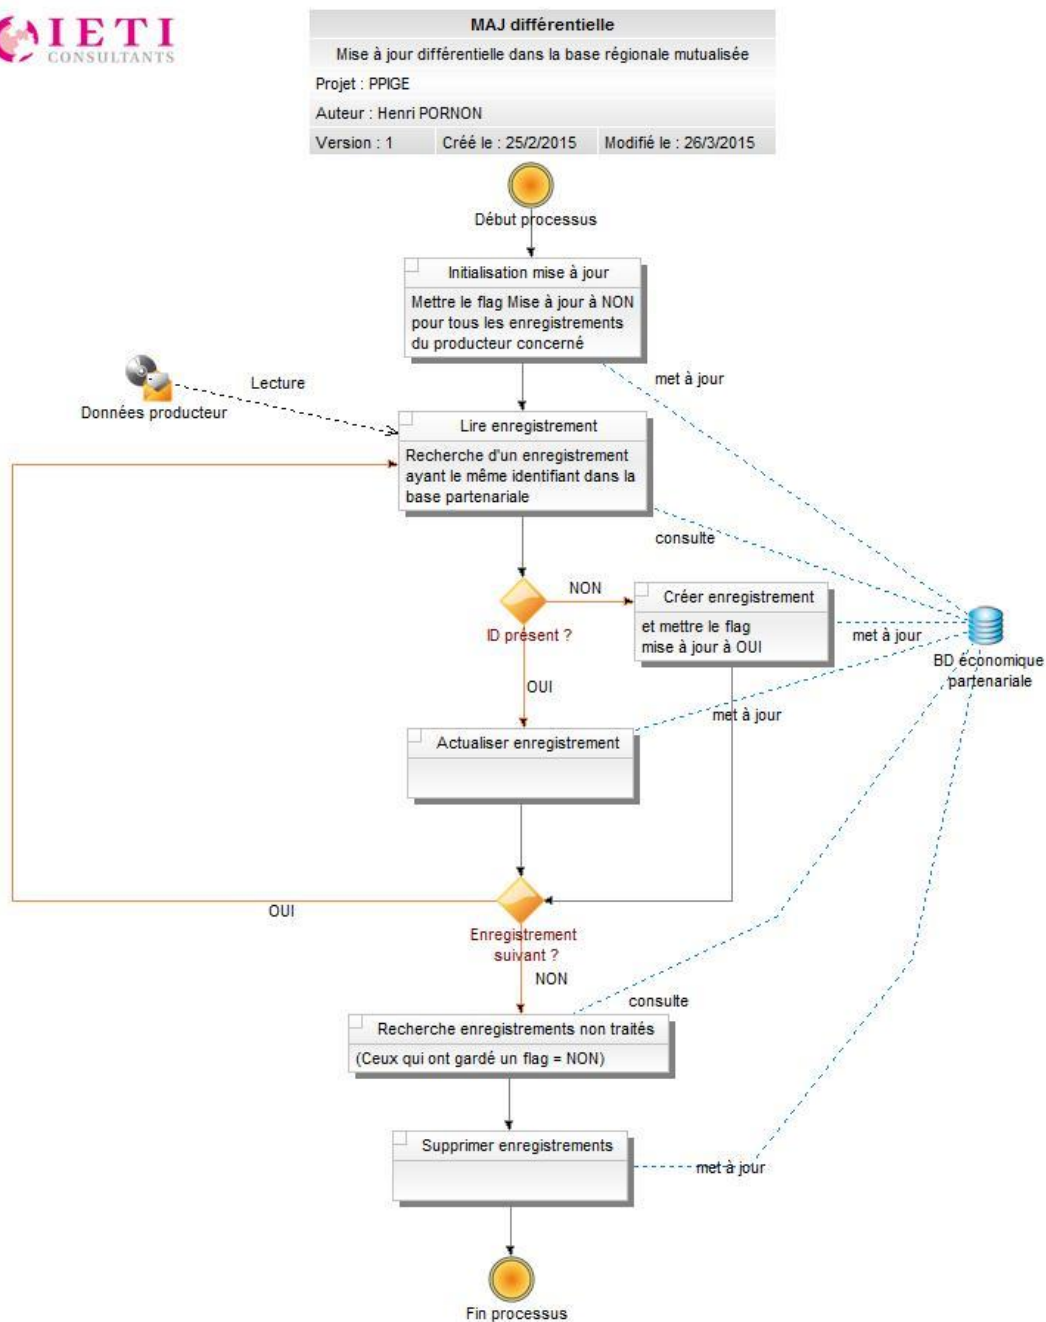 IETI
CONSULTANTS
MAJ différentielle
Mise à jour différentielle dans la base régionale mutualisée
Projet : PPIGE
Auteur : Henri PORNON
Version : 1
Créé le : 25/2/2015
Modifié le : 26/3/2015
Début processus
Initialisation mise à jour
Mettre le flag Mise à jour à NON
pour tous les enregistrements
du producteur concerné
met à jour
Lecture
Données producteur
Lire enregistrement
Recherche d'un enregistrement
ayant le même identifiant dans la
base partenariale
consulte
NON
Créer enregistrement
et mettre le flag
mise à jour à OUI
ID présent ?
met à jour
BD économique
partenariale
OUI
met à jour
Actualiser enregistrement
OUI
Enregistrement
suivant ?
NON
consulte
Recherche enregistrements non traités
(Ceux qui ont gardé un flag = NON)
Supprimer enregistrements
met à jour
Fin processus